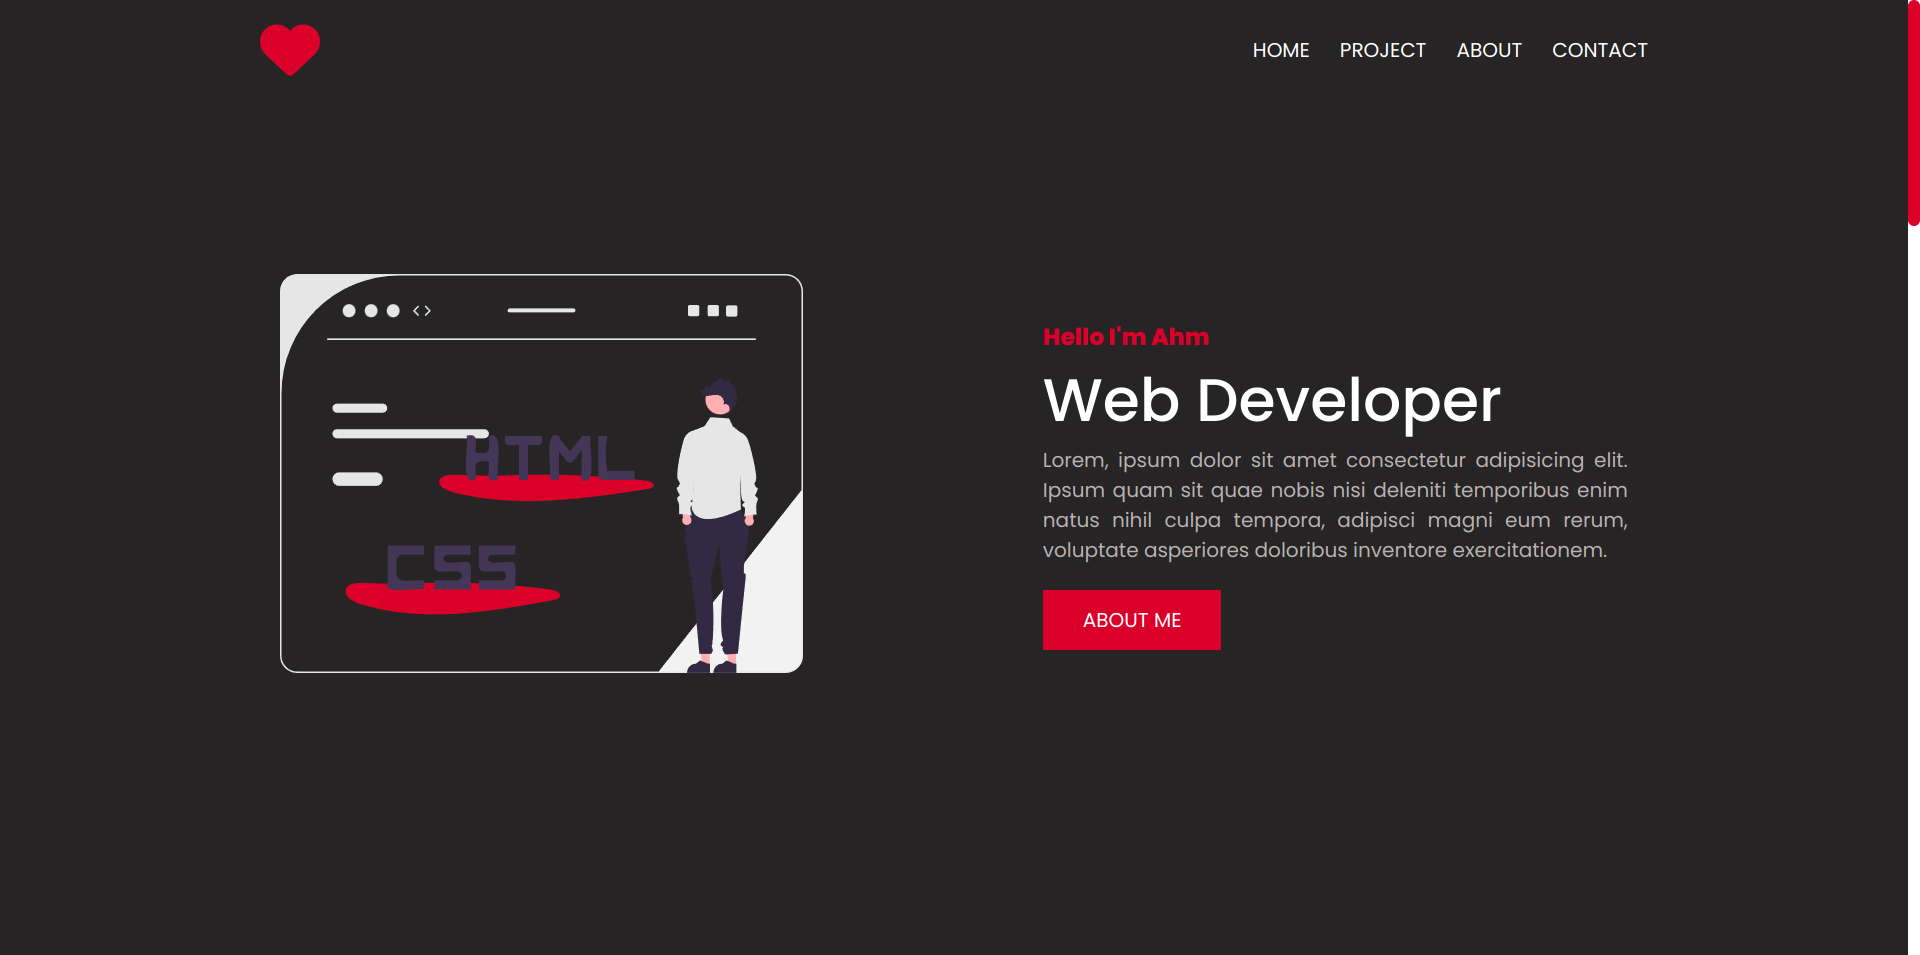 HOME PROJECT ABOUT CONTACT
HTML
CSS
Hello I'm Ahm
Web Developer
Lorem, ipsum dolor sit amet consectetur adipisicing elit.
Ipsum quam sit quae nobis nisi deleniti temporibus enim
natus nihil culpa tempora, adipisci magni eum rerum,
voluptate asperiores doloribus inventore exercitationem.
ABOUT ME